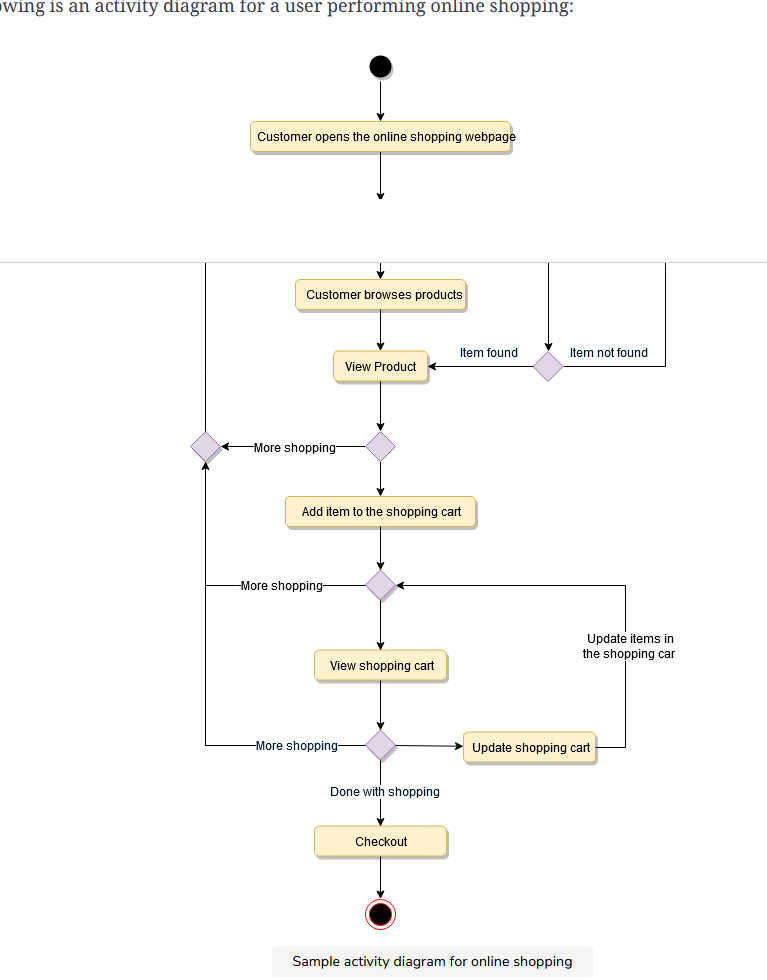 owing is an activity diagram for a user performing online shopping:
Customer opens the online shopping webpage
Customer browses products
Item found
Item not found
View Product
More shopping
Add item to the shopping cart
More shopping
Update items in
the shopping car
View shopping cart
More shopping
Update shopping cart
Done with shopping
Checkout
Sample activity diagram for online shopping